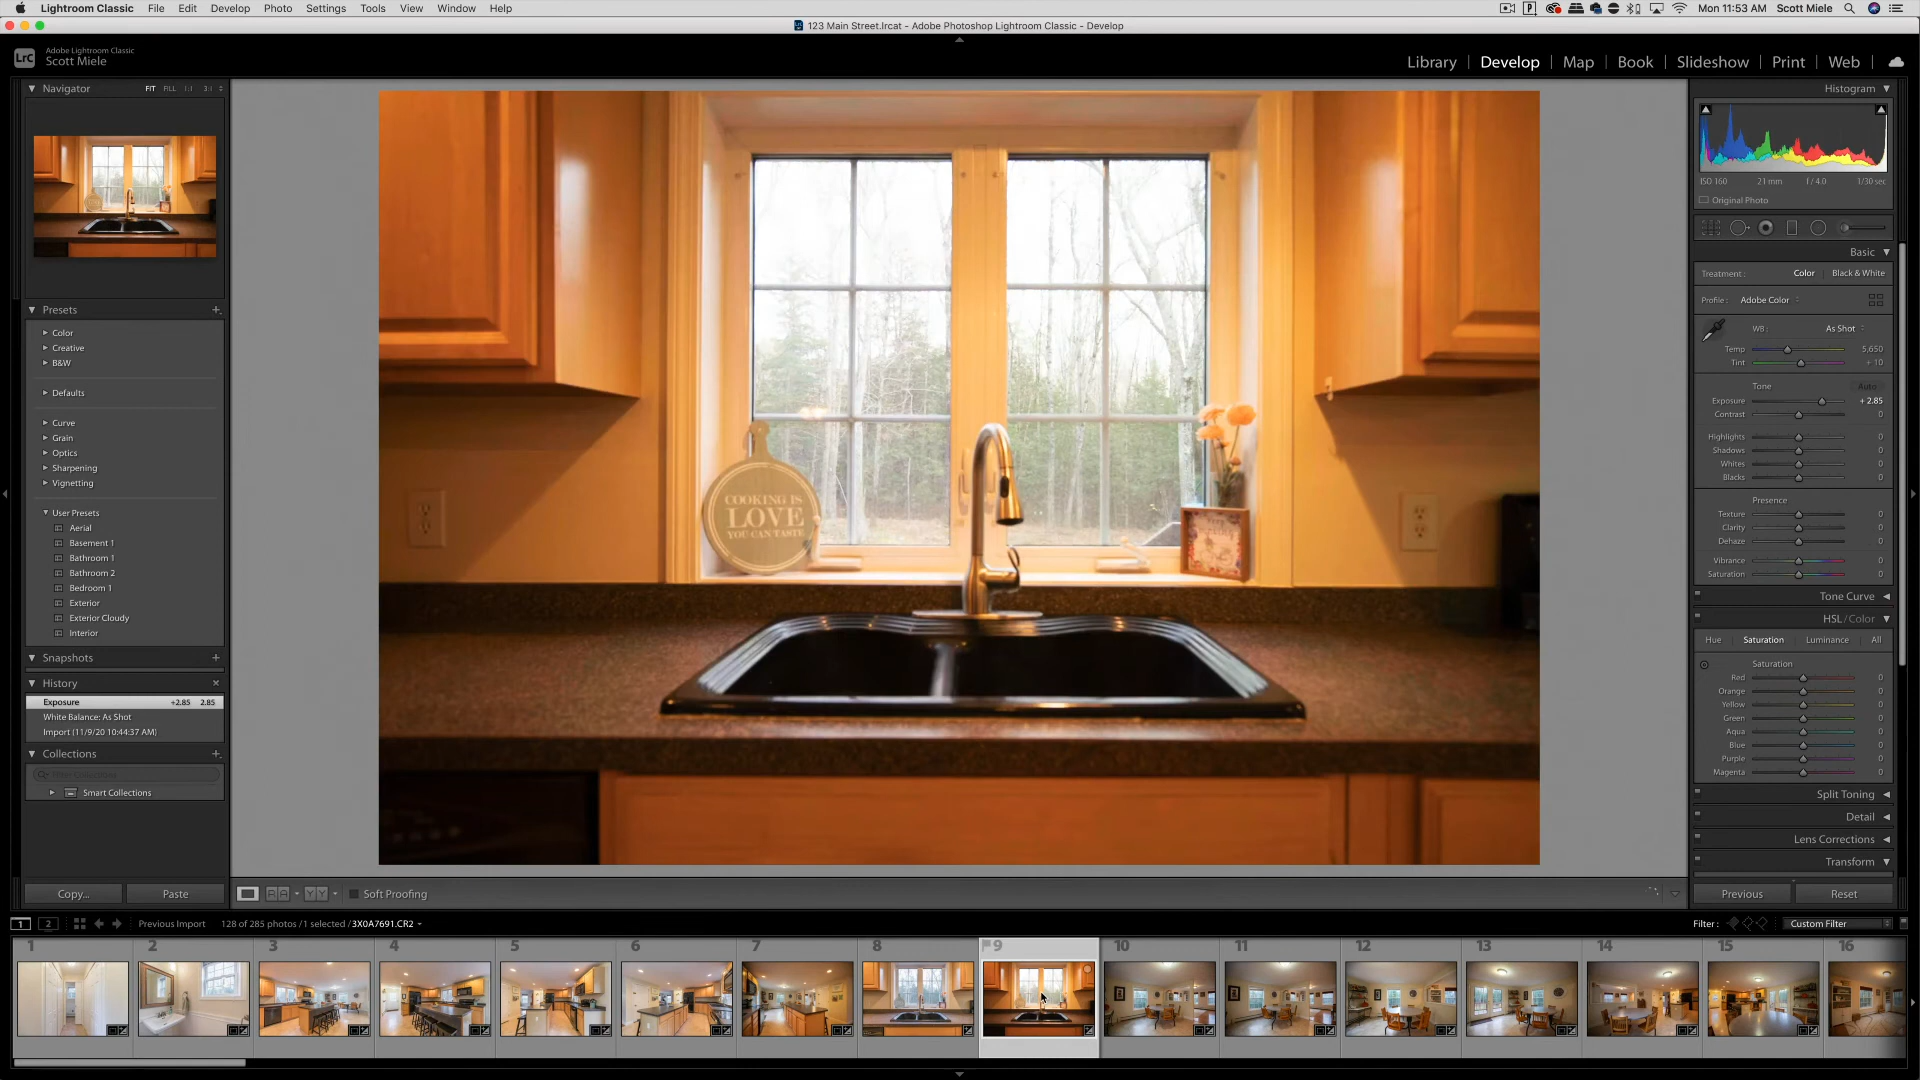 Lightroom Classic File Edit Develop Photo Settings Tools View Window Help
Mon 11:53 AM Scott Miele
123 Main Street.lrcat - Adobe Photoshop Lightroom Classic - Develop
LrC
Adobe Lightroom Classic
Scott Miele
Library | Develop | Map | Book | Slideshow | Print | Web
Navigator FIT FILL 1:1 3:1
Presets +
Color
Creative
B&W
Defaults
Curve
Grain
Optics
Sharpening
Vignetting
User Presets
Aerial
Basement 1
Bathroom 1
Bathroom 2
Bedroom 1
Exterior
Exterior Cloudy
Interior
Snapshots +
History ×
Exposure +2.85 2.85
White Balance: As Shot
Import (11/9/20 10:44:37 AM)
Collections +
Smart Collections
Copy... Paste
COOKING IS
LOVE
YOU CAN TASTE
Soft Proofing
Histogram
ISO 160 21 mm f / 4.0 1/30 sec
Original Photo
Basic
Treatment : Color Black & White
Profile : Adobe Color
WB : As Shot
Temp 5,650
Tint + 10
Tone Auto
Exposure + 2.85
Contrast 0
Highlights 0
Shadows 0
Whites 0
Blacks 0
Presence
Texture 0
Clarity 0
Dehaze 0
Vibrance 0
Saturation 0
Tone Curve
HSL / Color
Hue Saturation Luminance All
Saturation
Red 0
Orange 0
Yellow 0
Green 0
Aqua 0
Blue 0
Purple 0
Magenta 0
Split Toning
Detail
Lens Corrections
Transform
Previous Reset
1 2 Previous Import 128 of 285 photos / 1 selected / 3X0A7691.CR2
Filter : Custom Filter
1 2 3 4 5 6 7 8 9 10 11 12 13 14 15 16